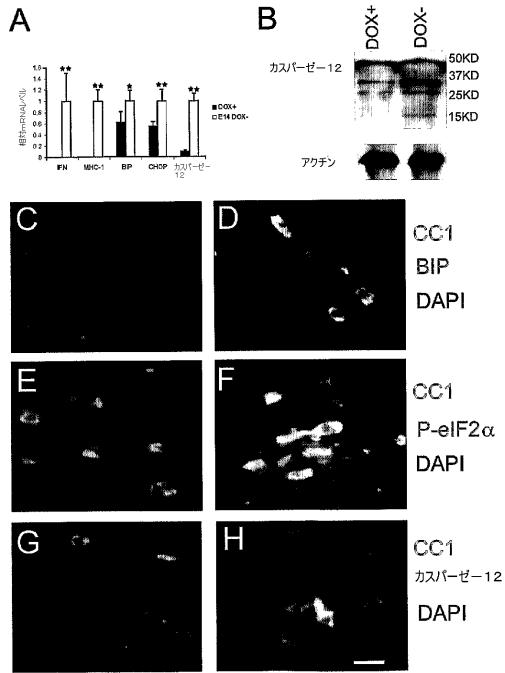 A
相対mRNAレベル
1.6
1.4
1.2
1
0.8
0.6
0.4
0.2
0
** ** * ** **
IFN MHC-1 BIP CHOP カスパーゼー12
DOX+
E14 DOX-
B
DOX+ DOX-
カスパーゼー12
50KD
37KD
25KD
15KD
アクチン
C D
CC1
BIP
DAPI
E F
CC1
P-eIF2α
DAPI
G H
CC1
カスパーゼー12
DAPI